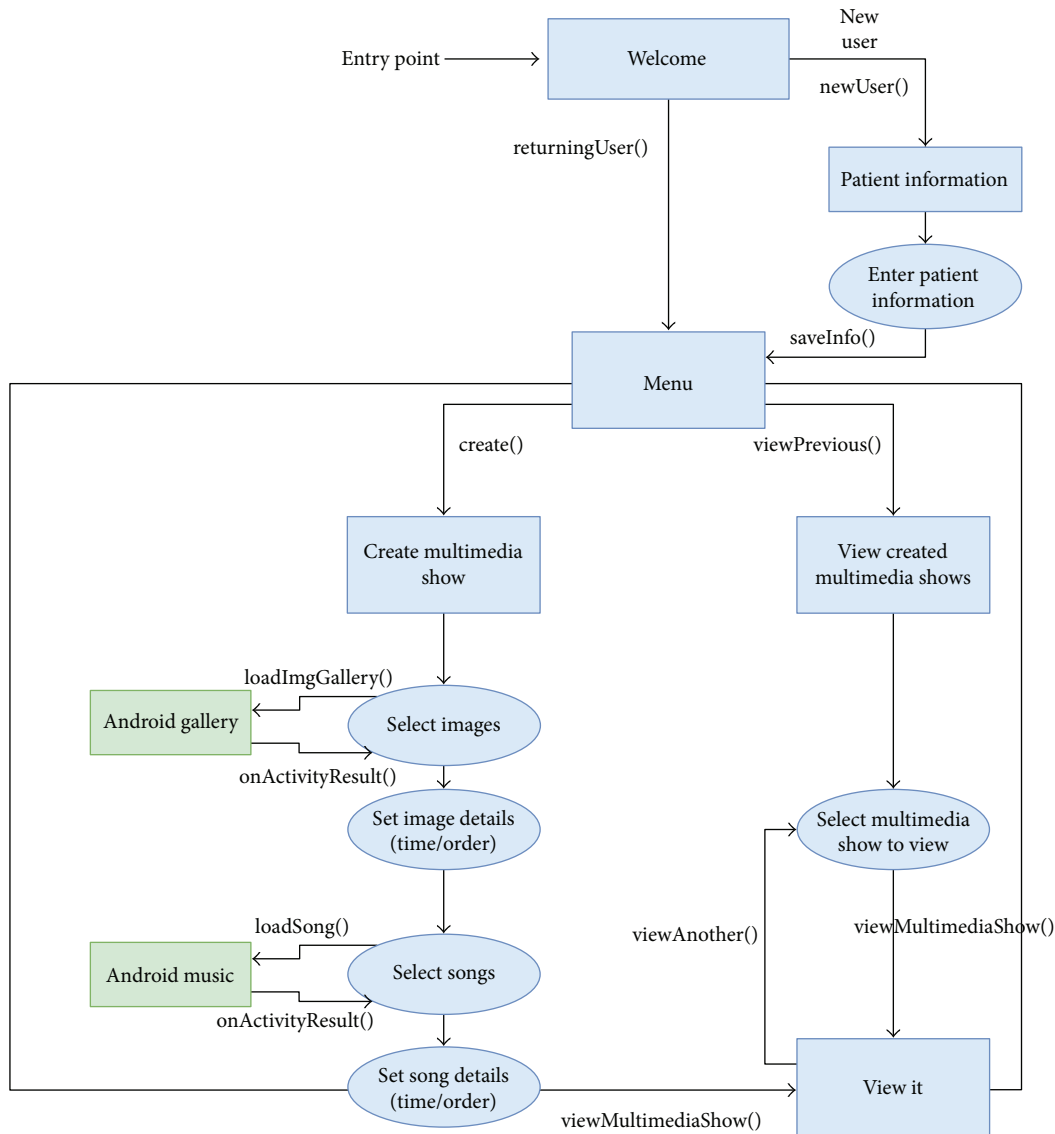 New
user
Entry point
Welcome
newUser()
returningUser()
Patient information
Enter patient
information
saveInfo()
Menu
create()
viewPrevious()
Create multimedia
show
View created
multimedia shows
loadImgGallery()
Android gallery
Select images
onActivityResult()
Set image details
(time/order)
Select multimedia
show to view
loadSong()
viewAnother()
viewMultimediaShow()
Android music
Select songs
onActivityResult()
Set song details
(time/order)
View it
viewMultimediaShow()